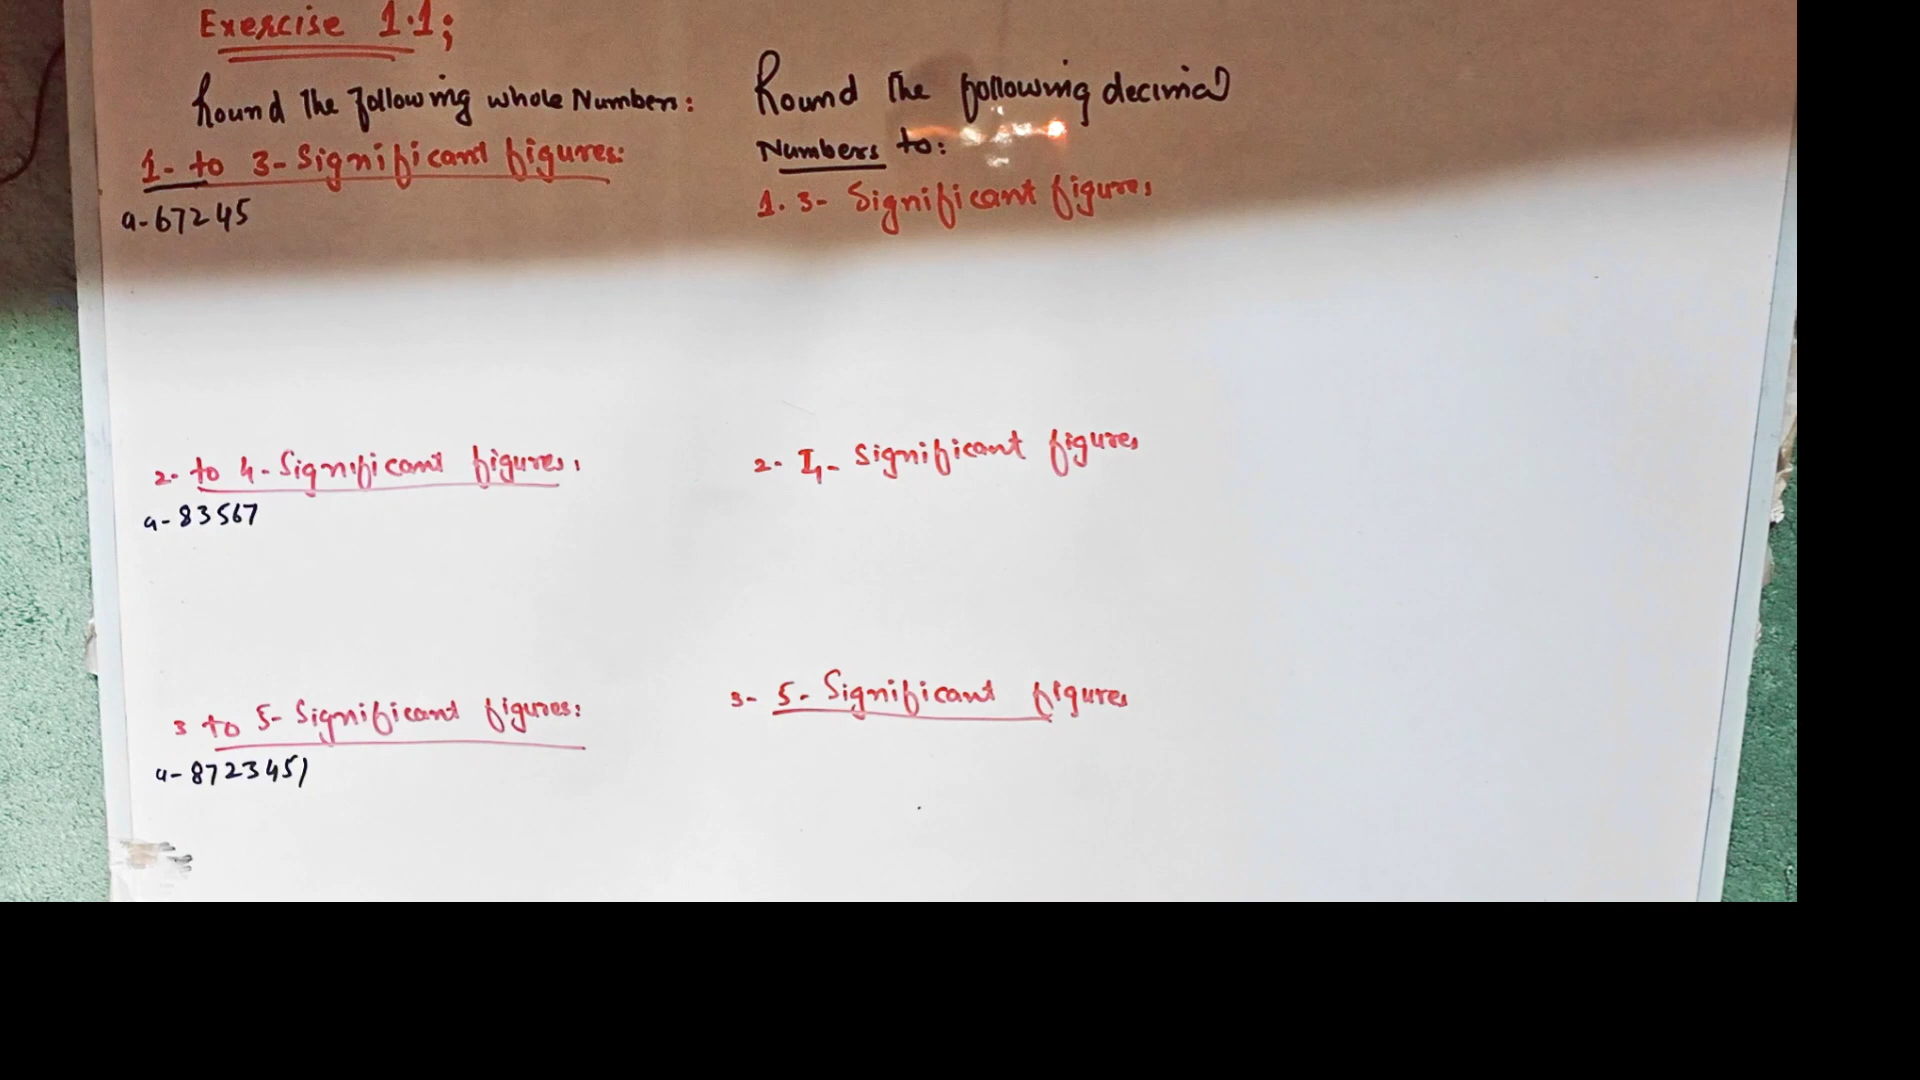 Exercise 1.1;
Round The following whole Numbers:
1- to 3- Significant figures:
a- 67245
2- to 4- Significant figures.
a- 83567
3 to 5- Significant figures:
a- 8723451
Round The following decimal
Numbers to:
1. 3- Significant figures
2- 4- Significant figures
3- 5- Significant figures